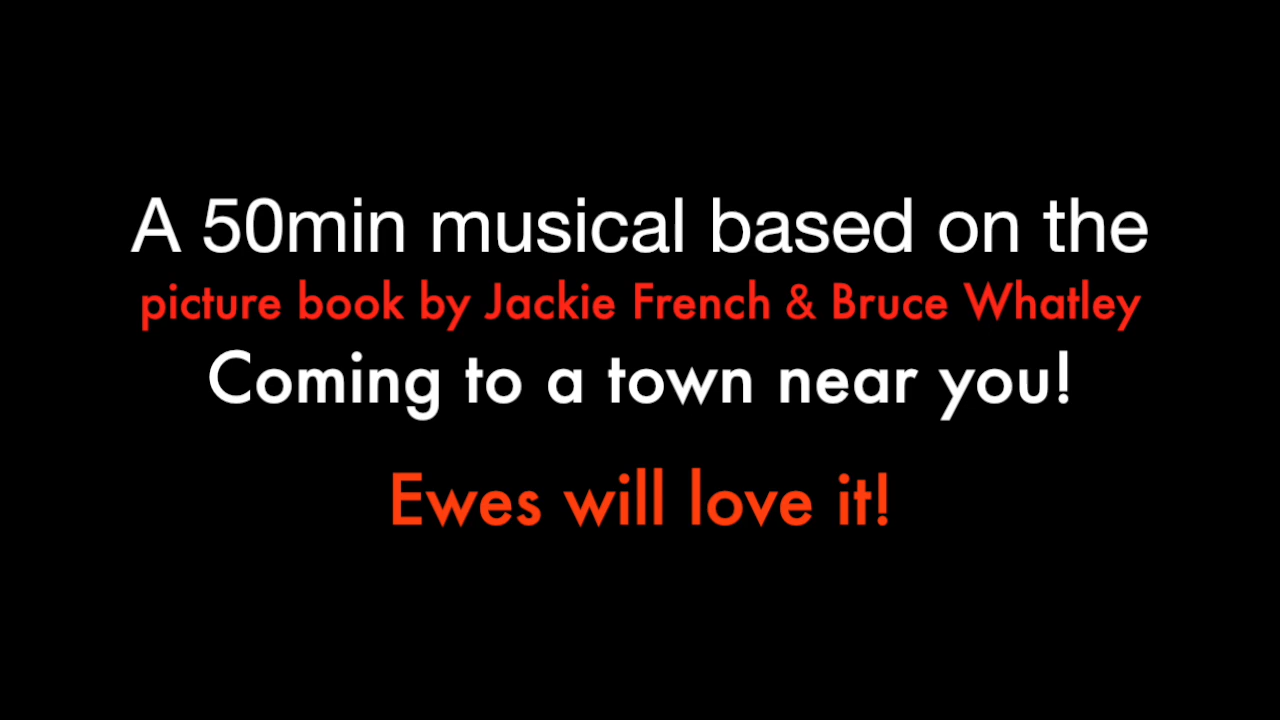 A 50min musical based on the
picture book by Jackie French & Bruce Whatley
Coming to a town near you!
Ewes will love it!